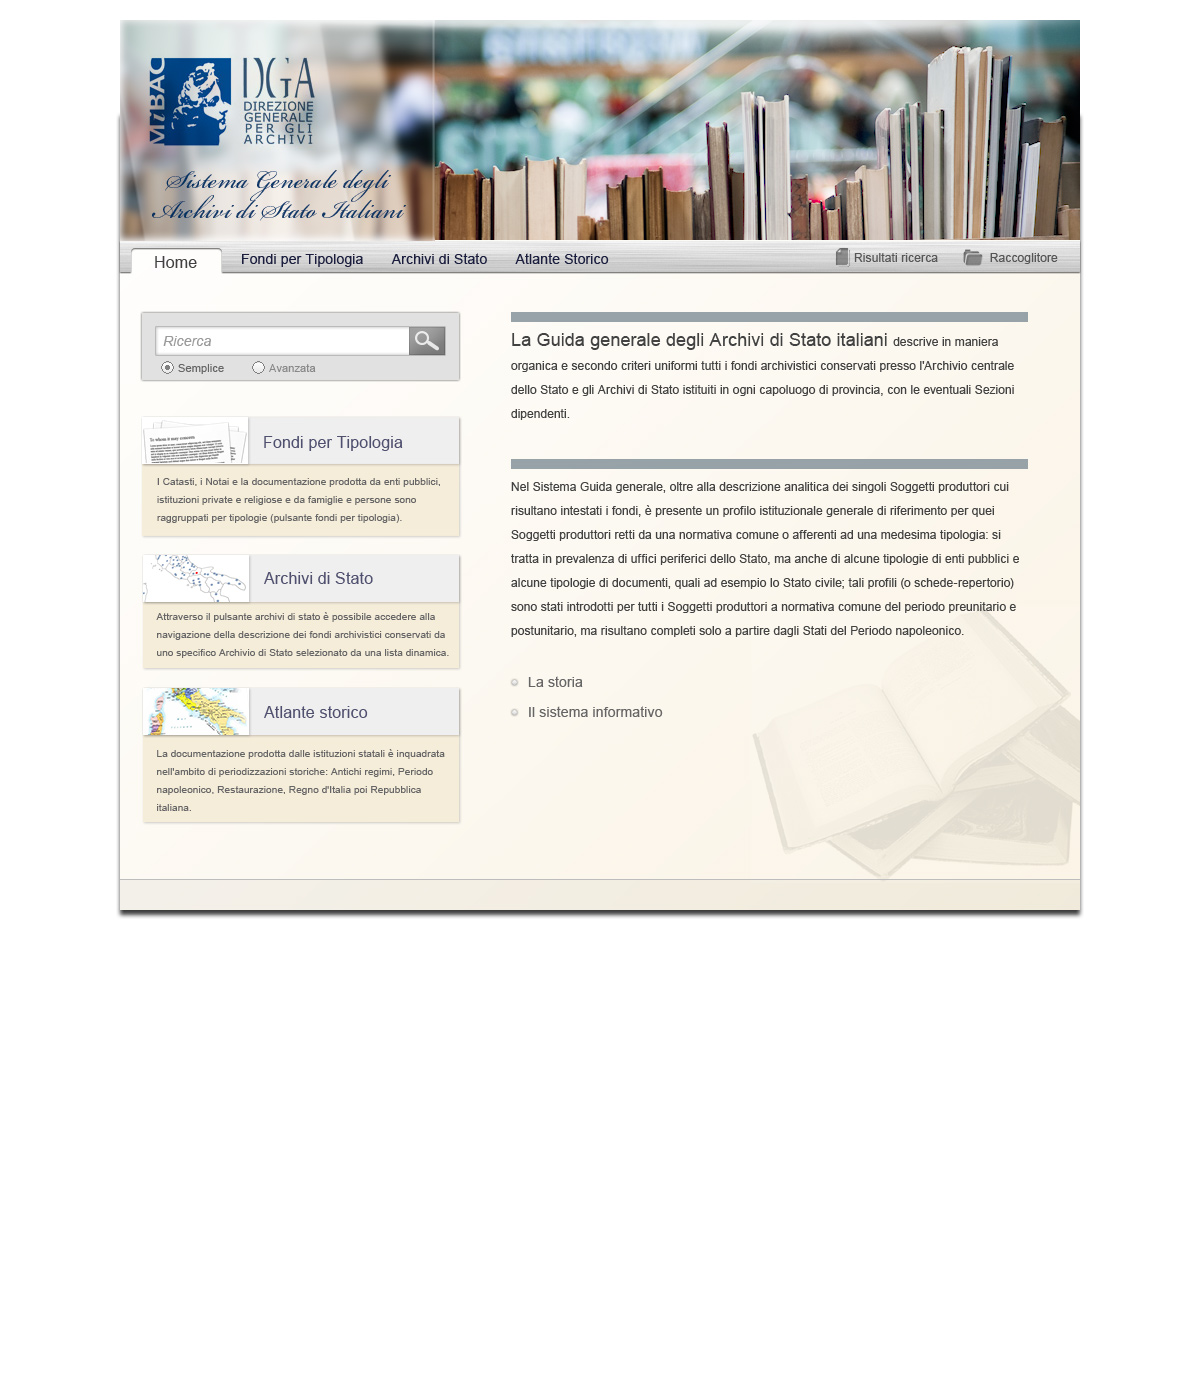 MiBAC
DGA
DIREZIONE
GENERALE
PER GLI
ARCHIVI
Sistema Generale degli
Archivi di Stato Italiani
Home
Fondi per Tipologia
Archivi di Stato
Atlante Storico
Risultati ricerca
Raccoglitore
Ricerca
Semplice
Avanzata
To whom it may concern
Fondi per Tipologia
I Catasti, i Notai e la documentazione prodotta da enti pubblici,
istituzioni private e religiose e da famiglie e persone sono
raggruppati per tipologie (pulsante fondi per tipologia).
Archivi di Stato
Attraverso il pulsante archivi di stato è possibile accedere alla
navigazione della descrizione dei fondi archivistici conservati da
uno specifico Archivio di Stato selezionato da una lista dinamica.
Atlante storico
La documentazione prodotta dalle istituzioni statali è inquadrata
nell'ambito di periodizzazioni storiche: Antichi regimi, Periodo
napoleonico, Restaurazione, Regno d'Italia poi Repubblica
italiana.
La Guida generale degli Archivi di Stato italiani descrive in maniera
organica e secondo criteri uniformi tutti i fondi archivistici conservati presso l'Archivio centrale
dello Stato e gli Archivi di Stato istituiti in ogni capoluogo di provincia, con le eventuali Sezioni
dipendenti.
Nel Sistema Guida generale, oltre alla descrizione analitica dei singoli Soggetti produttori cui
risultano intestati i fondi, è presente un profilo istituzionale generale di riferimento per quei
Soggetti produttori retti da una normativa comune o afferenti ad una medesima tipologia: si
tratta in prevalenza di uffici periferici dello Stato, ma anche di alcune tipologie di enti pubblici e
alcune tipologie di documenti, quali ad esempio lo Stato civile; tali profili (o schede-repertorio)
sono stati introdotti per tutti i Soggetti produttori a normativa comune del periodo preunitario e
postunitario, ma risultano completi solo a partire dagli Stati del Periodo napoleonico.
La storia
Il sistema informativo